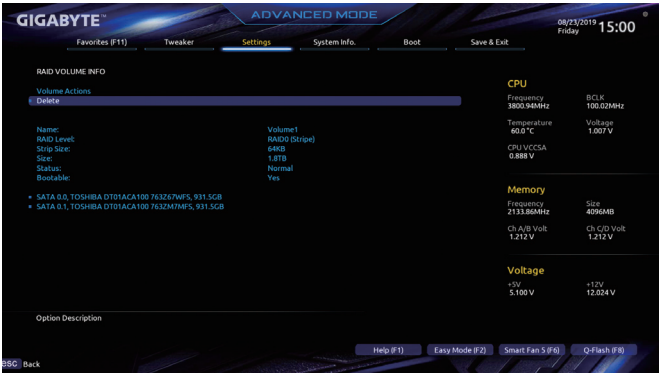 GIGABYTE™
ADVANCED MODE
08/23/2019 Friday 15:00
Favorites (F11) Tweaker Settings System Info. Boot Save & Exit
RAID VOLUME INFO
Volume Actions
Delete
Name: Volume1
RAID Level: RAID0 (Stripe)
Strip Size: 64KB
Size: 1.8TB
Status: Normal
Bootable: Yes
SATA 0.0, TOSHIBA DT01ACA100 763Z67WFS, 931.5GB
SATA 0.1, TOSHIBA DT01ACA100 763ZM7MFS, 931.5GB
CPU
Frequency BCLK
3800.94MHz 100.02MHz
Temperature Voltage
60.0 °C 1.007 V
CPU VCCSA
0.888 V
Memory
Frequency Size
2133.86MHz 4096MB
Ch A/B Volt Ch C/D Volt
1.212 V 1.212 V
Voltage
+5V +12V
5.100 V 12.024 V
Option Description
Help (F1) Easy Mode (F2) Smart Fan 5 (F6) Q-Flash (F8)
esc Back